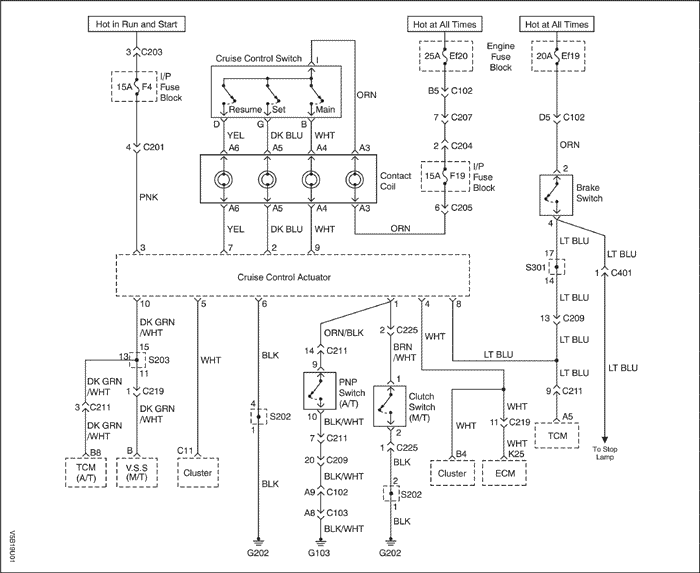 Hot in Run and Start
Hot at All Times
Hot at All Times
3 C203
15A F4
I/P
Fuse
Block
Cruise Control Switch I
Resume Set Main
D G B
ORN
25A Ef20
Engine
Fuse
Block
20A Ef19
B5 C102
D5 C102
7 C207
ORN
4 C201
YEL DK BLU WHT
A6 A5 A4 A3
2 C204
Contact
Coil
15A F19
I/P
Fuse
Block
2
Brake
Switch
4
PNK
A6 A5 A4 A3
6 C205
YEL DK BLU WHT
ORN
LT BLU
LT BLU
3 7 2 9
17
S301
14
1 C401
Cruise Control Actuator
10 5 6 1 4 8
LT BLU
DK GRN
/WHT
ORN/BLK
2 C225
WHT
13 C209
LT BLU
LT BLU
15
13 S203
11
14 C211
BRN
/WHT
WHT
BLK
LT BLU
9
PNP
Switch
(A/T)
10
1
Clutch
Switch
(M/T)
2
DK GRN
/WHT
1 C219
9 C211
3 C211
DK GRN
/WHT
DK GRN
/WHT
4
S202
1
BLK/WHT
WHT
WHT
11 C219
A5
TCM
7 C211
1 C225
WHT
B8
TCM
(A/T)
B
V.S.S
(M/T)
C11
Cluster
20 C209
BLK
B4
Cluster
K25
ECM
To Stop
Lamp
BLK
BLK/WHT
2
S202
1
A9 C102
BLK/WHT
A8 C103
BLK/WHT
BLK
G202
G103
G202
V5B19U01